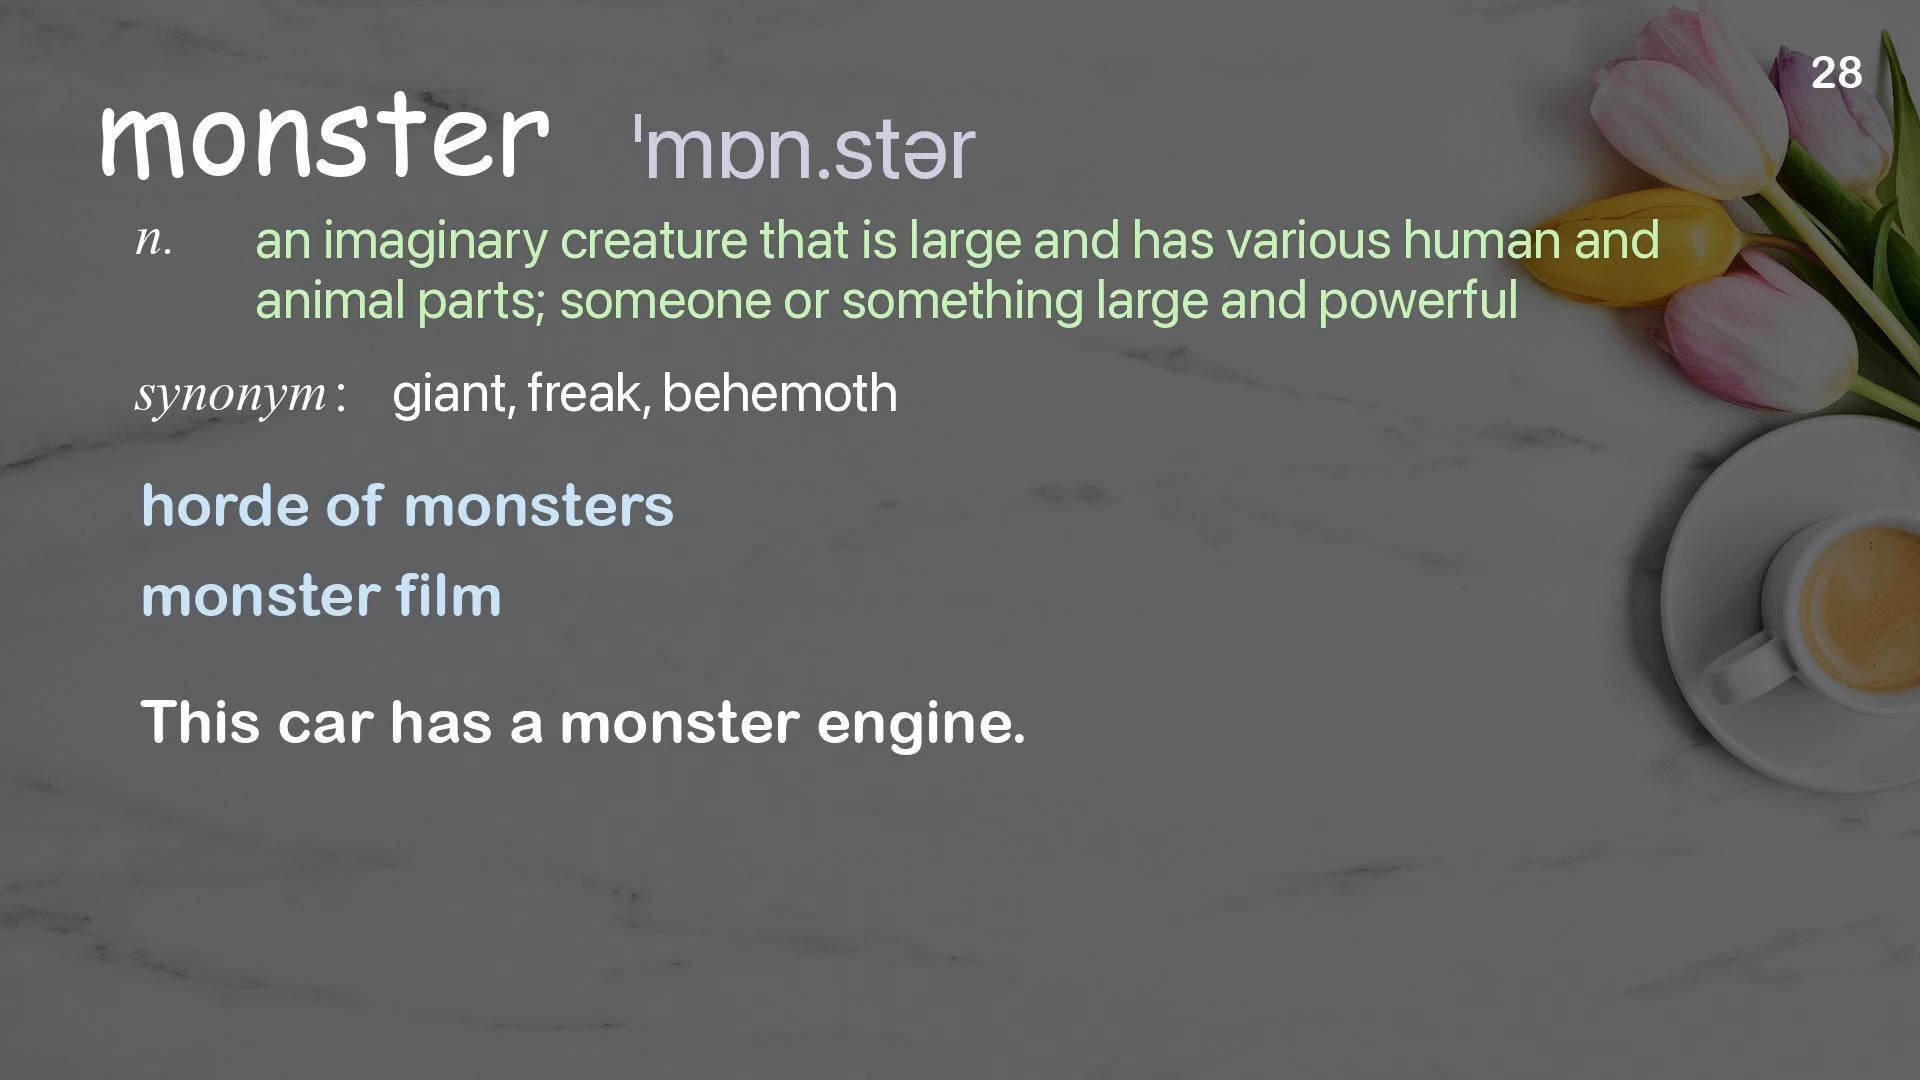 28
monster ˈmɒn.stər
n. an imaginary creature that is large and has various human and
animal parts; someone or something large and powerful
synonym: giant, freak, behemoth
horde of monsters
monster film
This car has a monster engine.